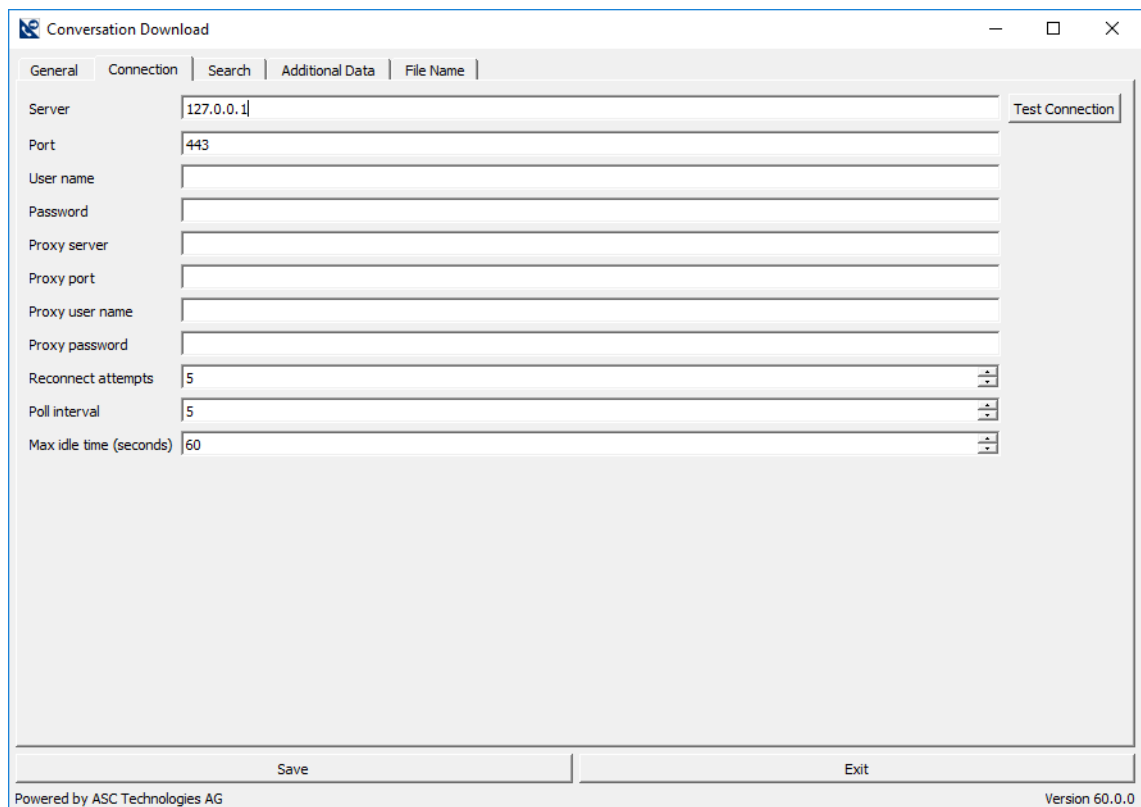 Conversation Download
General Connection Search Additional Data File Name
Server 127.0.0.1 Test Connection
Port 443
User name
Password
Proxy server
Proxy port
Proxy user name
Proxy password
Reconnect attempts 5
Poll interval 5
Max idle time (seconds) 60
Save Exit
Powered by ASC Technologies AG Version 60.0.0